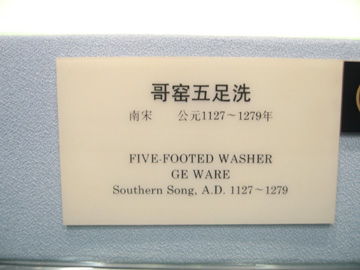 哥窑五足洗
南宋 公元1127～1279年
FIVE-FOOTED WASHER
GE WARE
Southern Song, A.D. 1127～1279